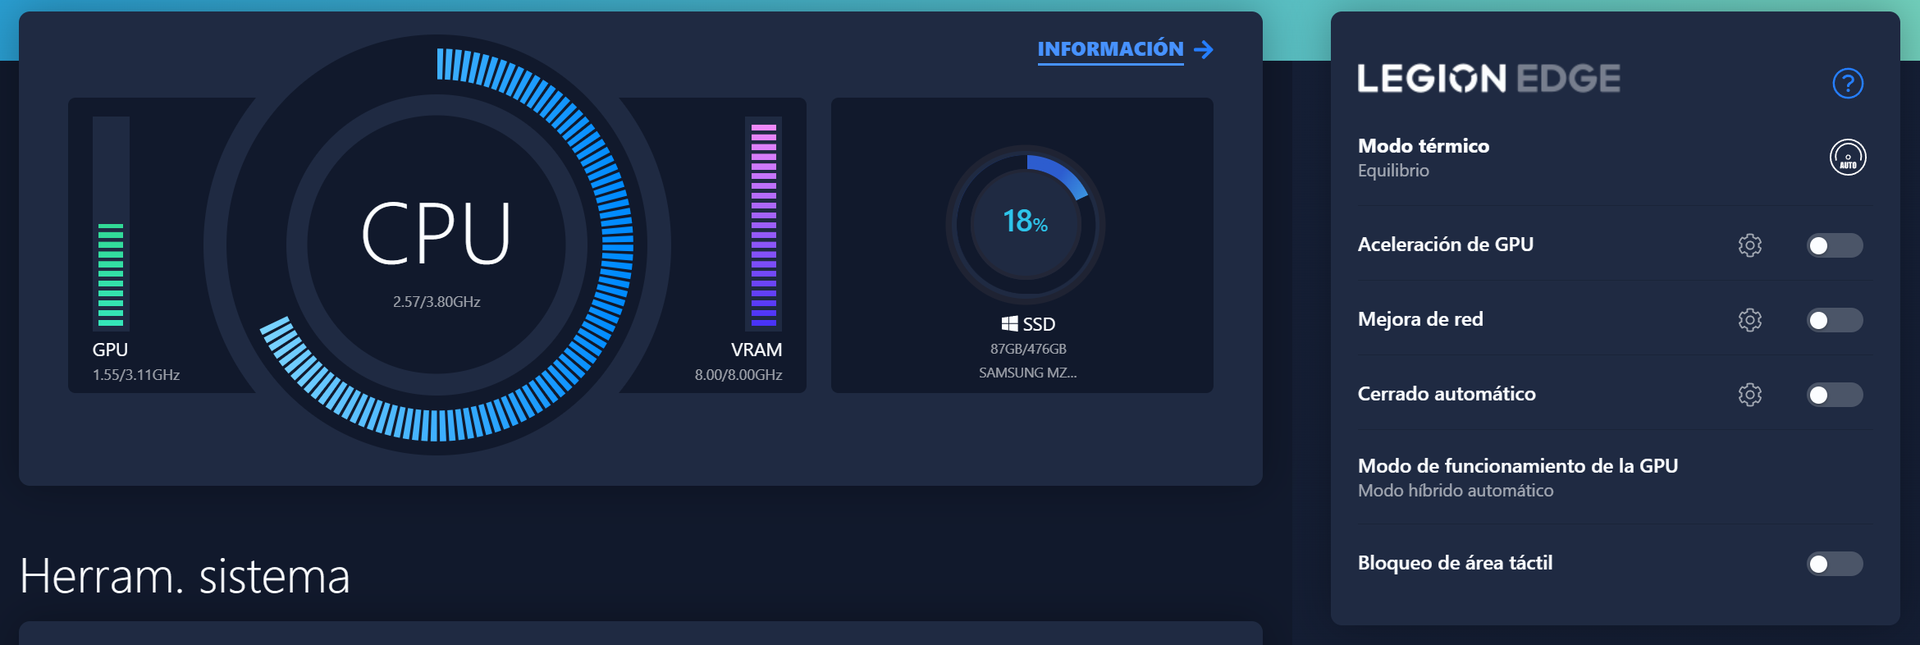 INFORMACIÓN
CPU
2.57/3.80GHz
GPU
1.55/3.11GHz
VRAM
8.00/8.00GHz
18%
SSD
87GB/476GB
SAMSUNG MZ...
Herram. sistema
LEGION EDGE
?
Modo térmico
Equilibrio
AUTO
Aceleración de GPU
Mejora de red
Cerrado automático
Modo de funcionamiento de la GPU
Modo híbrido automático
Bloqueo de área táctil